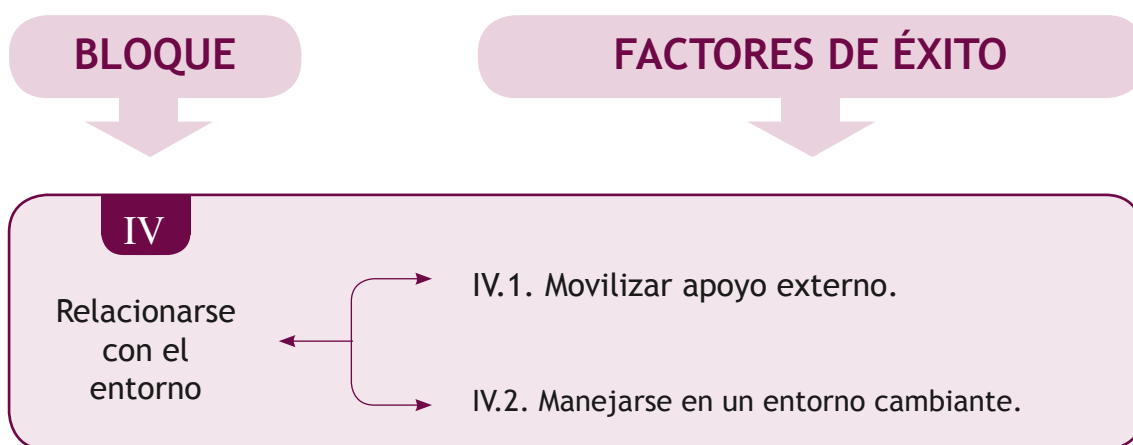 BLOQUE
FACTORES DE ÉXITO
IV
Relacionarse
con el
entorno
IV.1. Movilizar apoyo externo.
IV.2. Manejarse en un entorno cambiante.